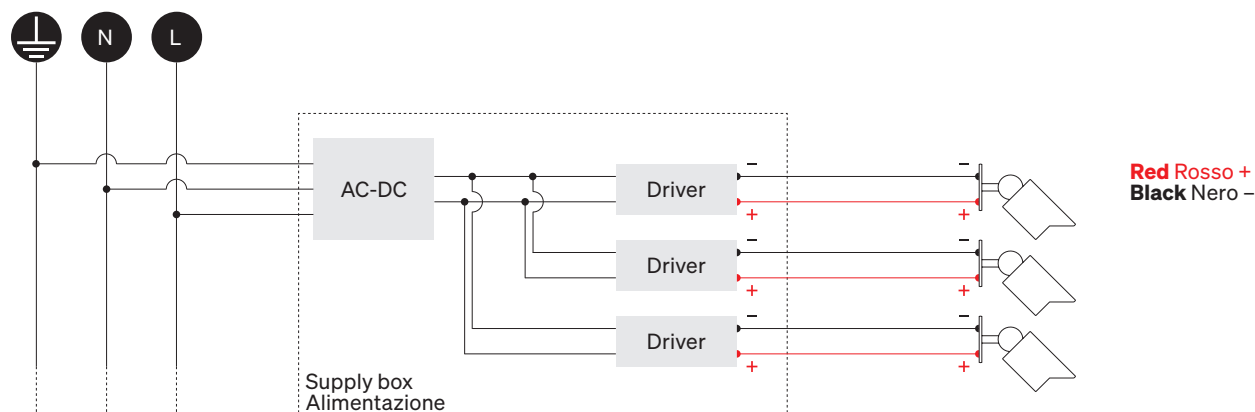 N
L
AC-DC
Driver
Driver
Driver
−
+
−
+
−
+
−
+
−
+
−
+
Red Rosso +
Black Nero –
Supply box
Alimentazione